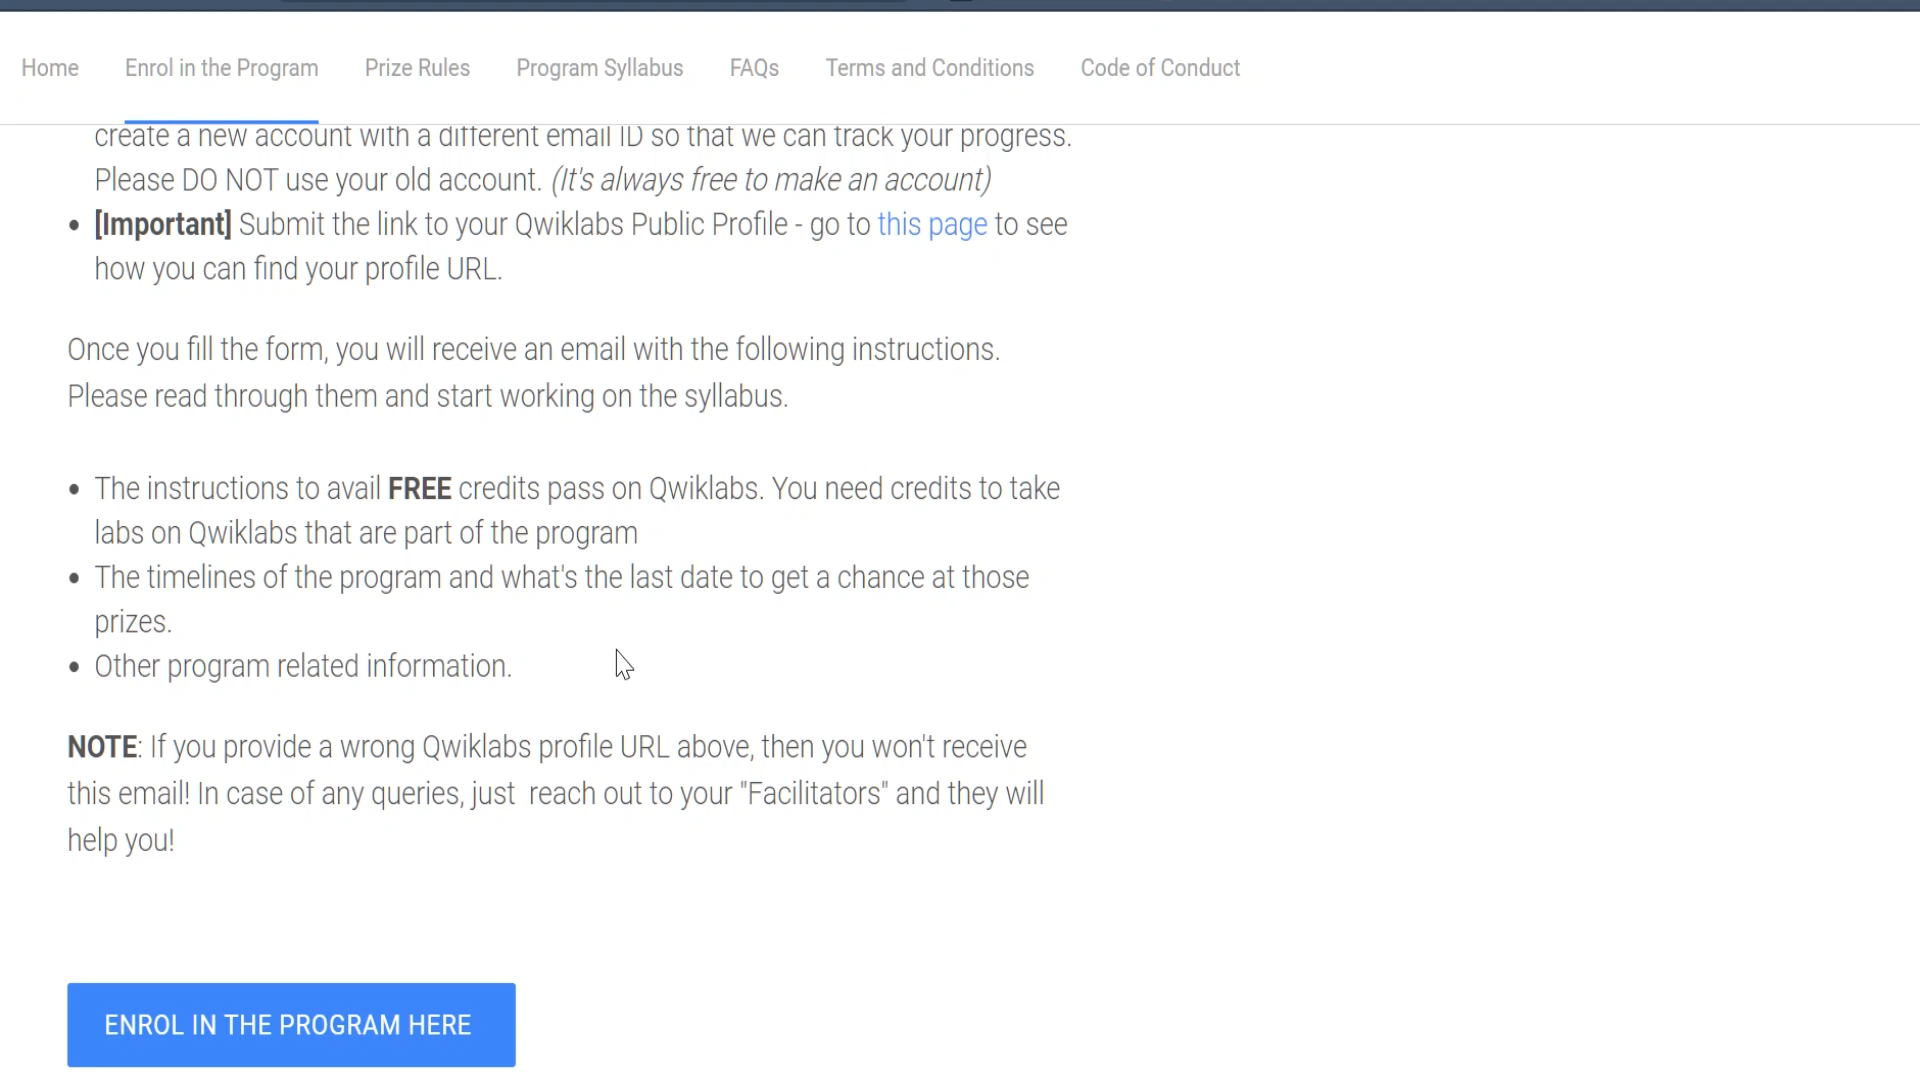 Home Enrol in the Program Prize Rules Program Syllabus FAQs Terms and Conditions Code of Conduct
create a new account with a different email ID so that we can track your progress.
Please DO NOT use your old account. (It's always free to make an account)
• [Important] Submit the link to your Qwiklabs Public Profile - go to this page to see
how you can find your profile URL.
Once you fill the form, you will receive an email with the following instructions.
Please read through them and start working on the syllabus.
• The instructions to avail FREE credits pass on Qwiklabs. You need credits to take
labs on Qwiklabs that are part of the program
• The timelines of the program and what's the last date to get a chance at those
prizes.
• Other program related information.
NOTE: If you provide a wrong Qwiklabs profile URL above, then you won't receive
this email! In case of any queries, just  reach out to your "Facilitators" and they will
help you!
ENROL IN THE PROGRAM HERE